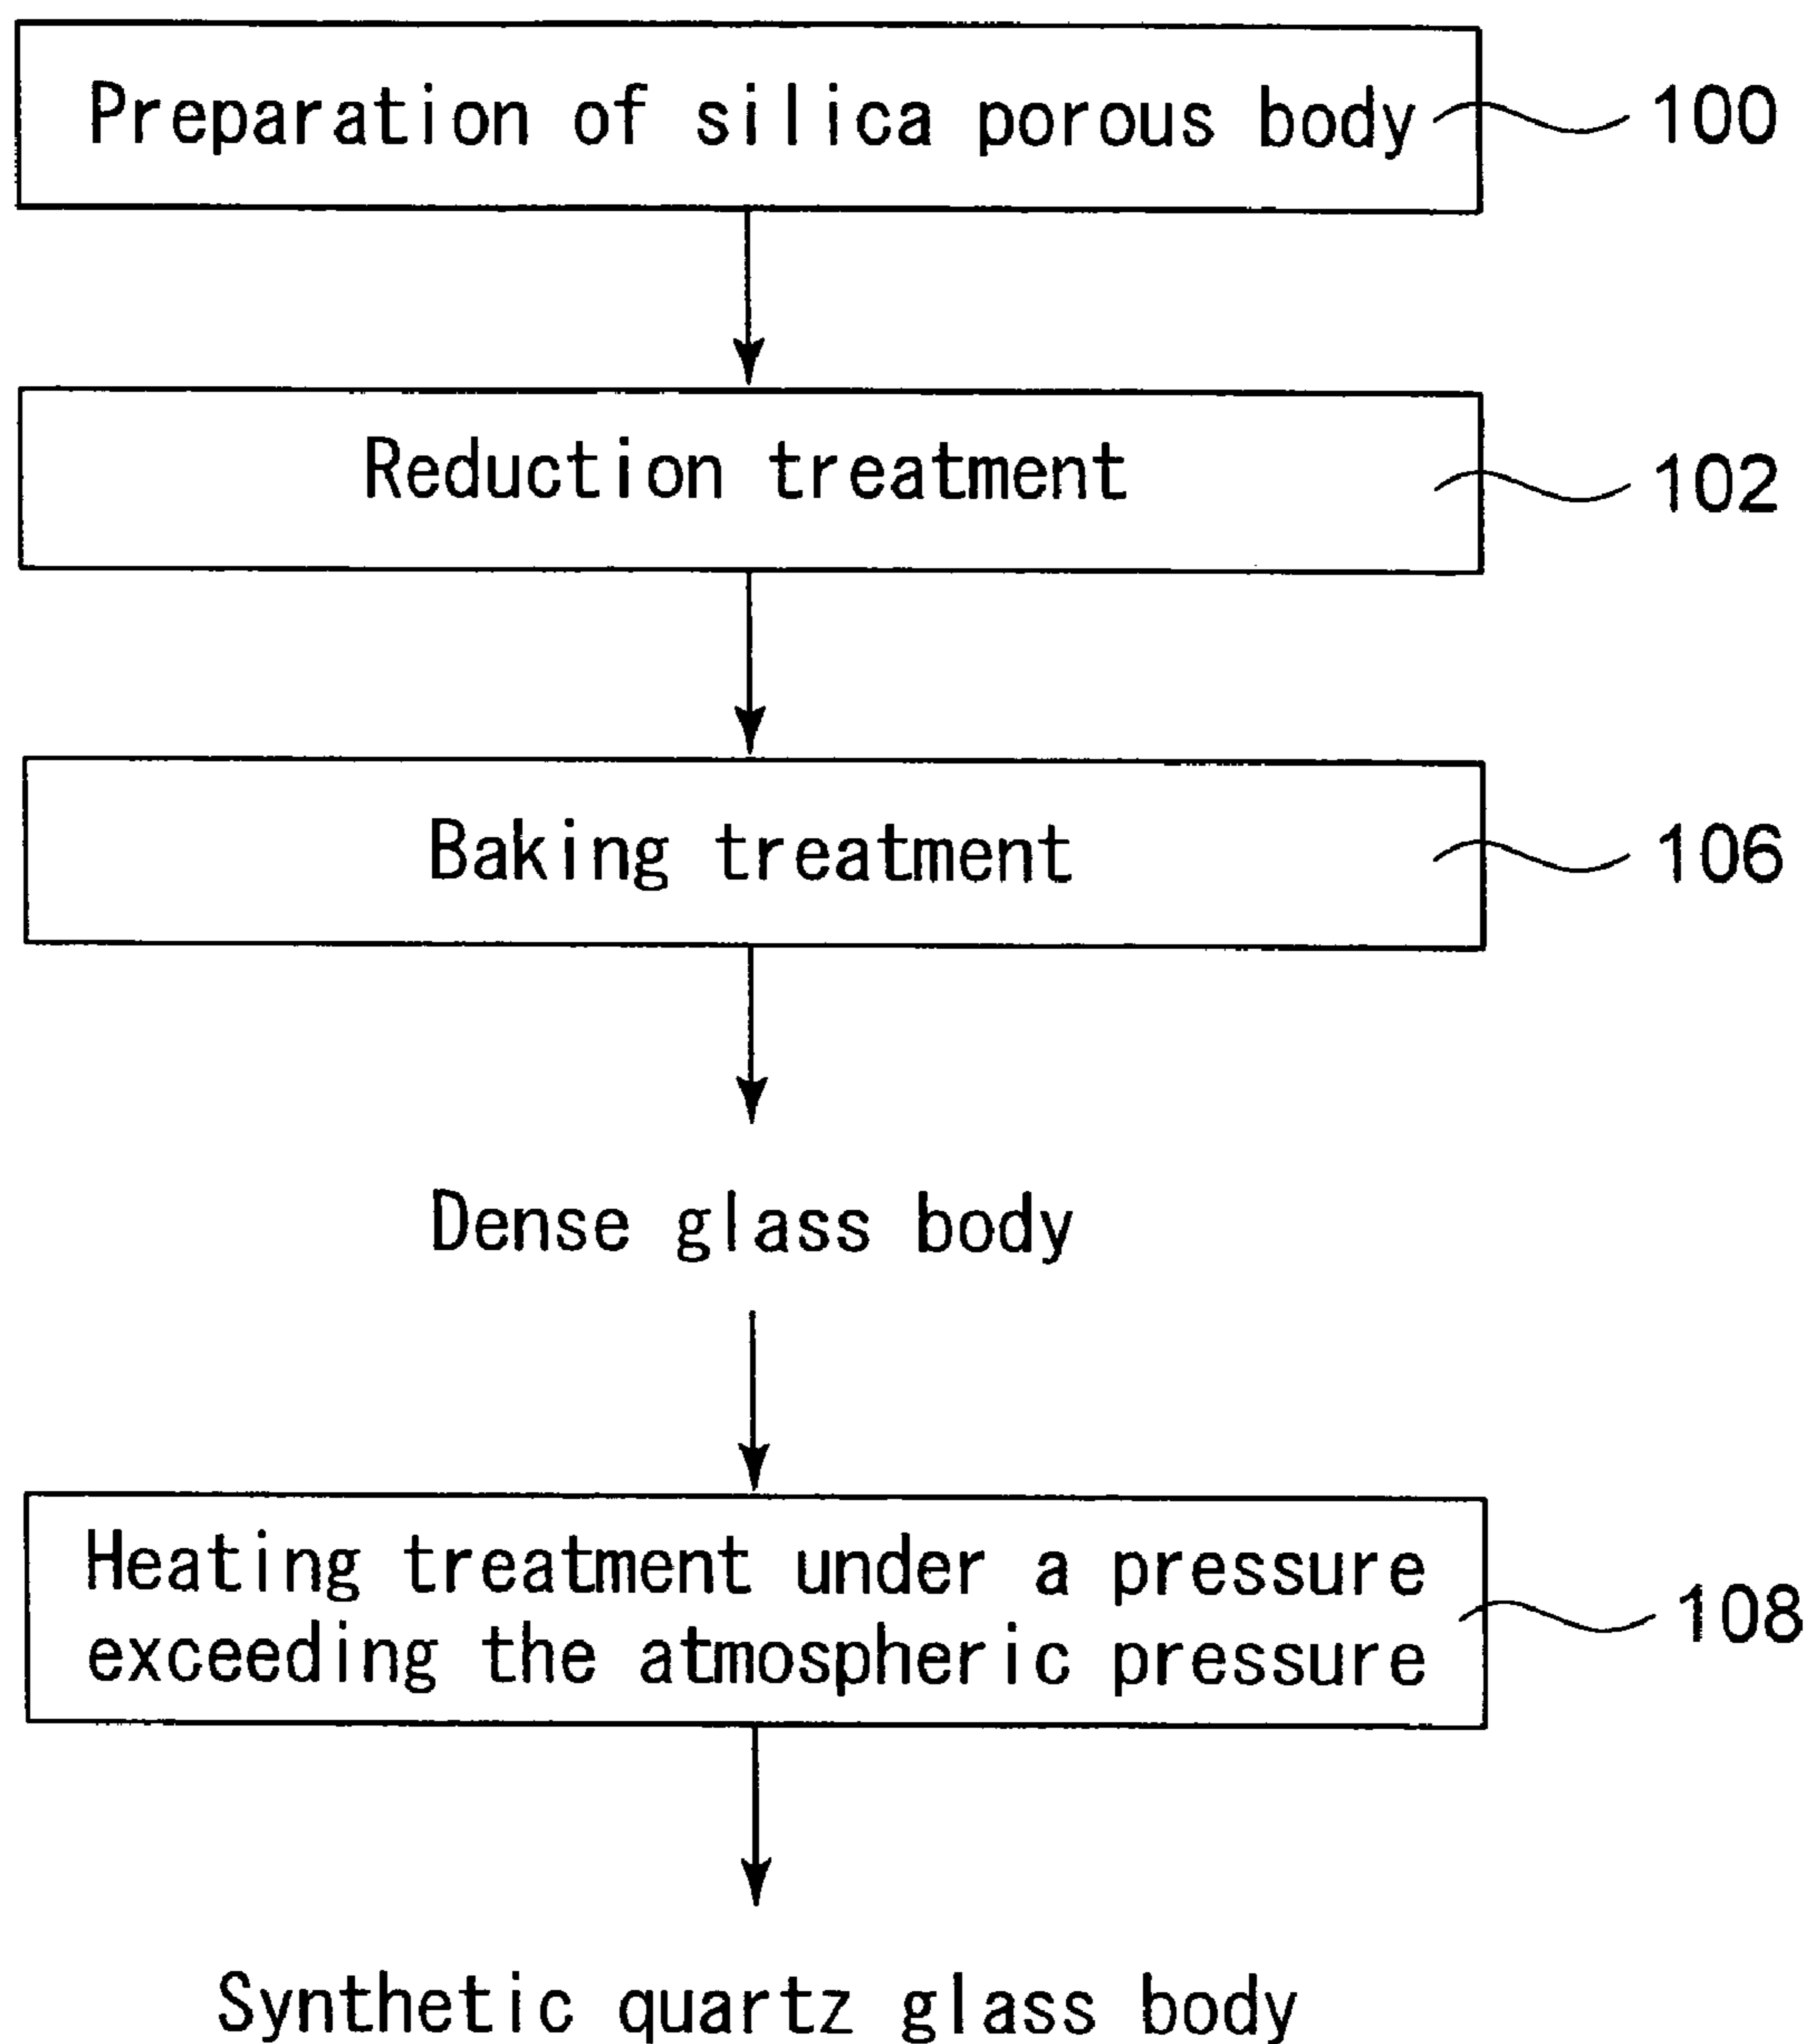 Preparation of silica porous body 100
Reduction treatment 102
Baking treatment 106
Dense glass body
Heating treatment under a pressure
exceeding the atmospheric pressure 108
Synthetic quartz glass body